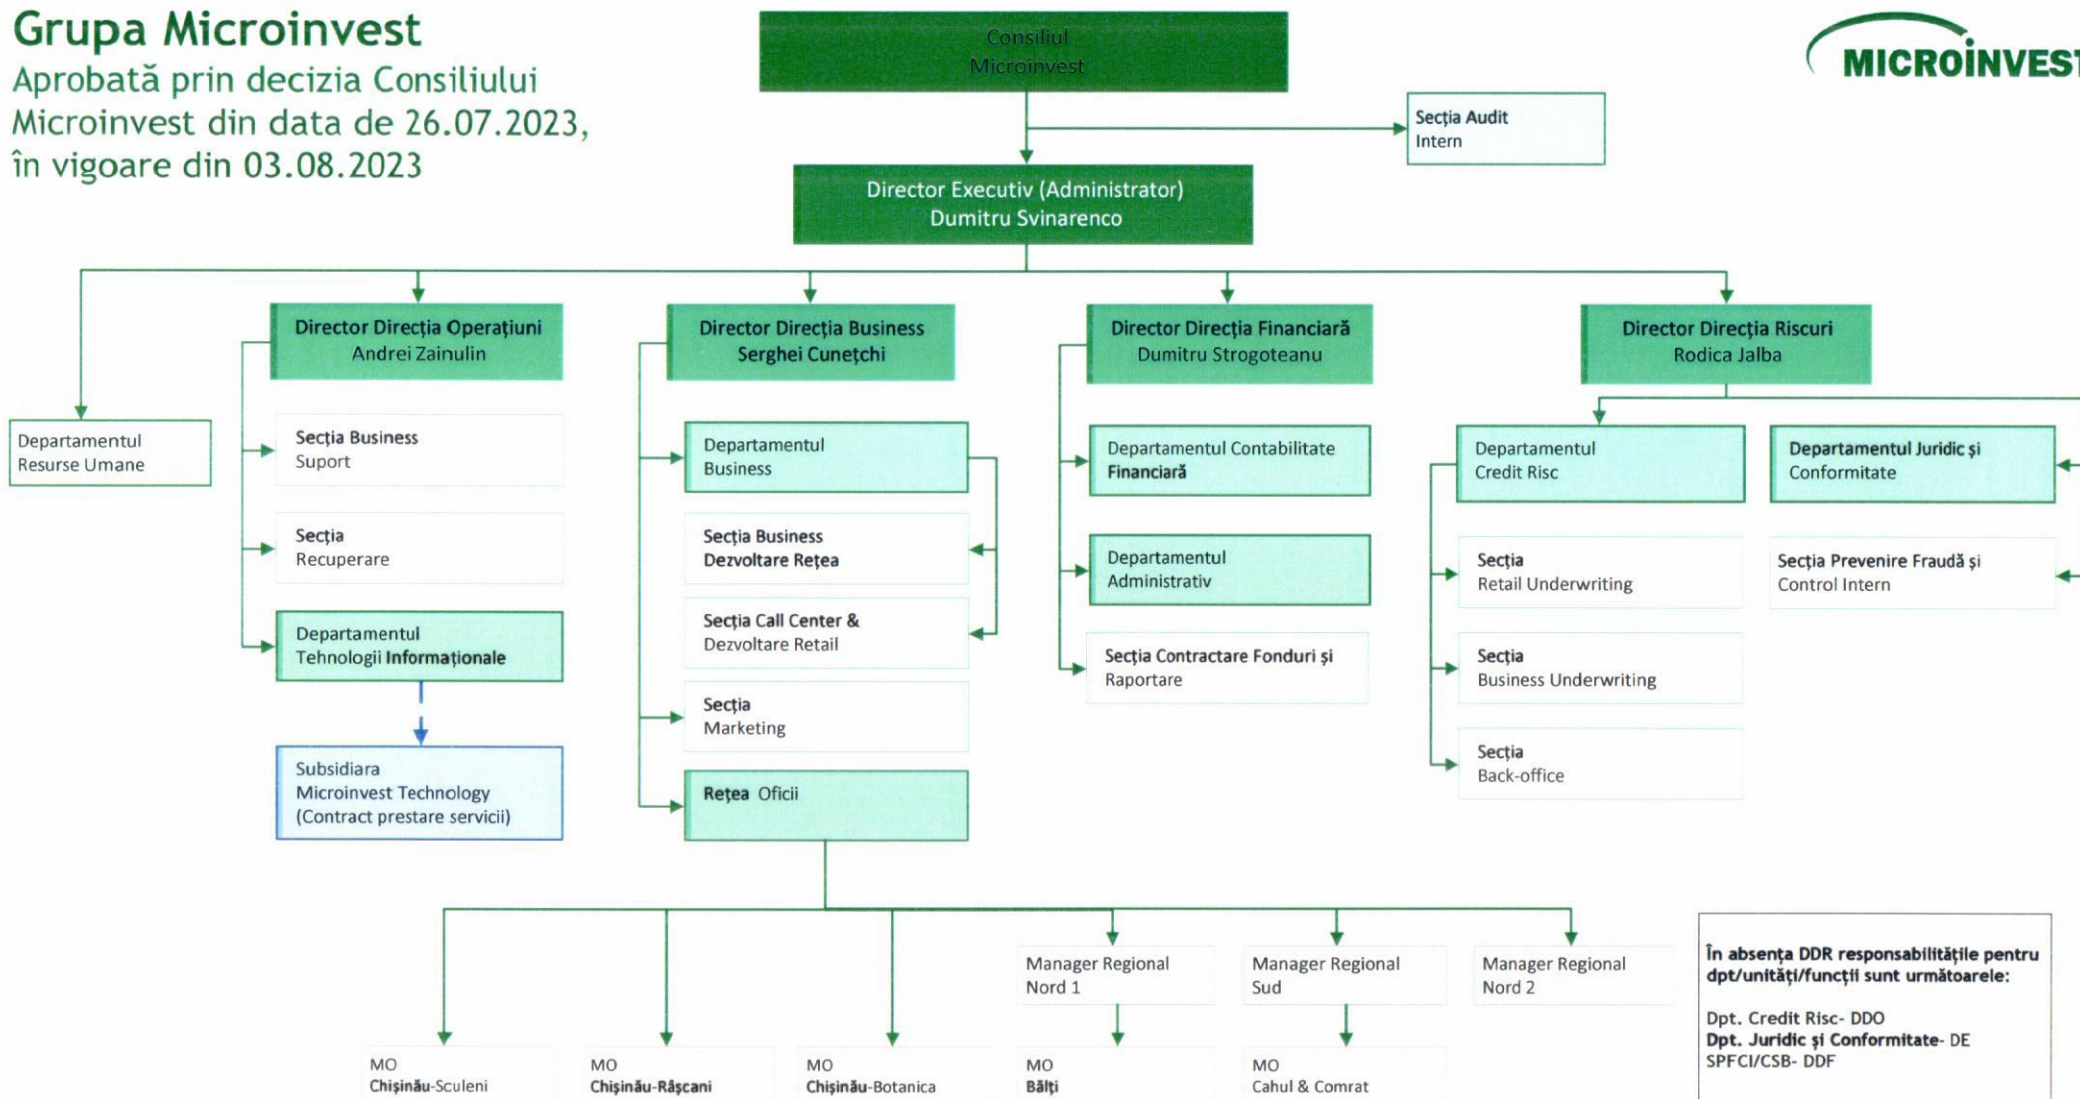 Grupa Microinvest
Aprobată prin decizia Consiliului
Microinvest din data de 26.07.2023,
în vigoare din 03.08.2023
Consiliul
Microinvest
MICROİNVEST
Secția Audit
Intern
Director Executiv (Administrator)
Dumitru Svinarenco
Director Direcția Operațiuni
Andrei Zainulin
Director Direcția Business
Serghei Cunețchi
Director Direcția Financiară
Dumitru Strogoteanu
Director Direcția Riscuri
Rodica Jalba
Departamentul
Resurse Umane
Secția Business
Suport
Secția
Recuperare
Departamentul
Tehnologii Informaționale
Subsidiara
Microinvest Technology
(Contract prestare servicii)
Departamentul
Business
Secția Business
Dezvoltare Rețea
Secția Call Center &
Dezvoltare Retail
Secția
Marketing
Rețea Oficii
Departamentul Contabilitate
Financiară
Departamentul
Administrativ
Secția Contractare Fonduri și
Raportare
Departamentul
Credit Risc
Secția
Retail Underwriting
Secția
Business Underwriting
Secția
Back-office
Departamentul Juridic și
Conformitate
Secția Prevenire Fraudă și
Control Intern
Manager Regional
Nord 1
Manager Regional
Sud
Manager Regional
Nord 2
MO
Chișinău-Sculeni
MO
Chișinău-Râșcani
MO
Chișinău-Botanica
MO
Bălți
MO
Cahul & Comrat
În absența DDR responsabilitățile pentru
dpt/unități/funcții sunt următoarele:
Dpt. Credit Risc- DDO
Dpt. Juridic și Conformitate- DE
SPFCI/CSB- DDF